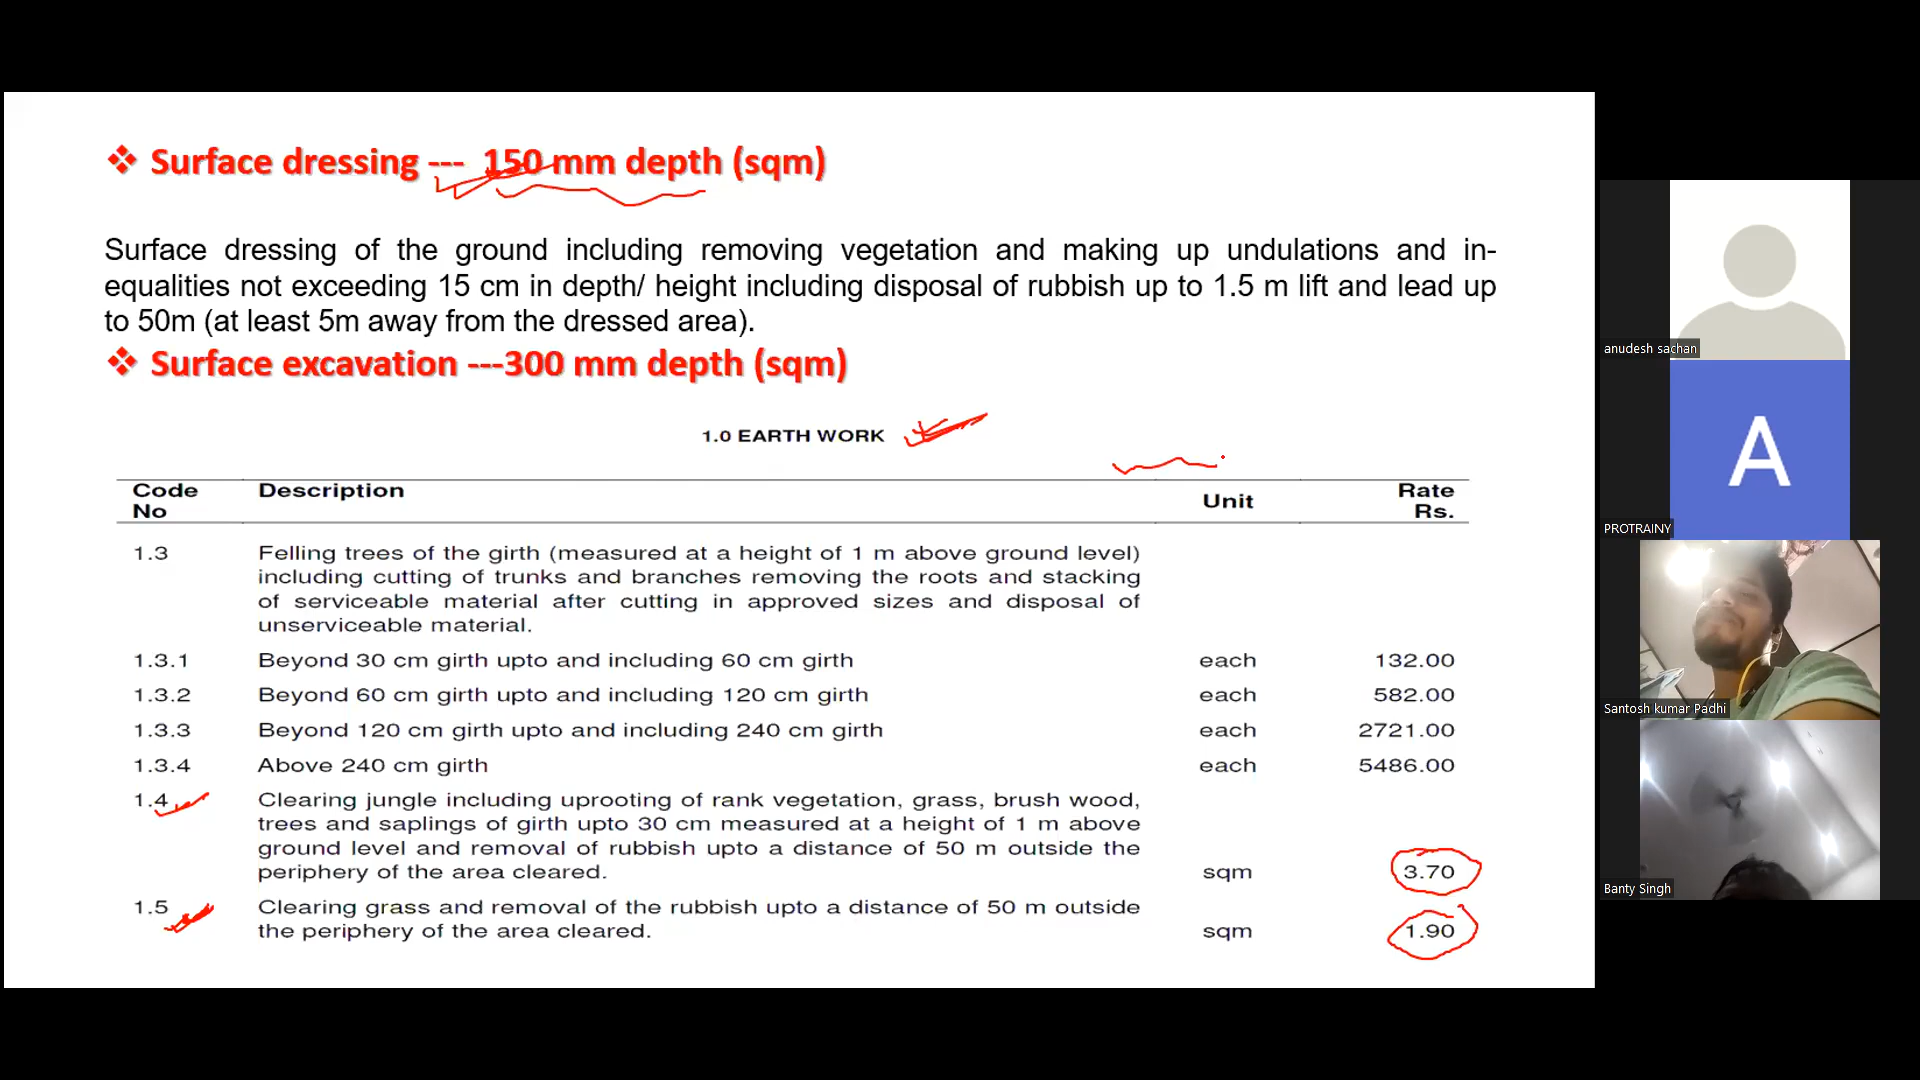 ❖ Surface dressing --- 150 mm depth (sqm)
Surface dressing of the ground including removing vegetation and making up undulations and in-
equalities not exceeding 15 cm in depth/ height including disposal of rubbish up to 1.5 m lift and lead up
to 50m (at least 5m away from the dressed area).
❖ Surface excavation ---300 mm depth (sqm)
1.0 EARTH WORK
Code No Description Unit Rate Rs.
1.3 Felling trees of the girth (measured at a height of 1 m above ground level)
including cutting of trunks and branches removing the roots and stacking
of serviceable material after cutting in approved sizes and disposal of
unserviceable material.
1.3.1 Beyond 30 cm girth upto and including 60 cm girth each 132.00
1.3.2 Beyond 60 cm girth upto and including 120 cm girth each 582.00
1.3.3 Beyond 120 cm girth upto and including 240 cm girth each 2721.00
1.3.4 Above 240 cm girth each 5486.00
1.4 Clearing jungle including uprooting of rank vegetation, grass, brush wood,
trees and saplings of girth upto 30 cm measured at a height of 1 m above
ground level and removal of rubbish upto a distance of 50 m outside the
periphery of the area cleared. sqm 3.70
1.5 Clearing grass and removal of the rubbish upto a distance of 50 m outside
the periphery of the area cleared. sqm 1.90
anudesh sachan
A
PROTRAINY
Santosh kumar Padhi
Banty Singh